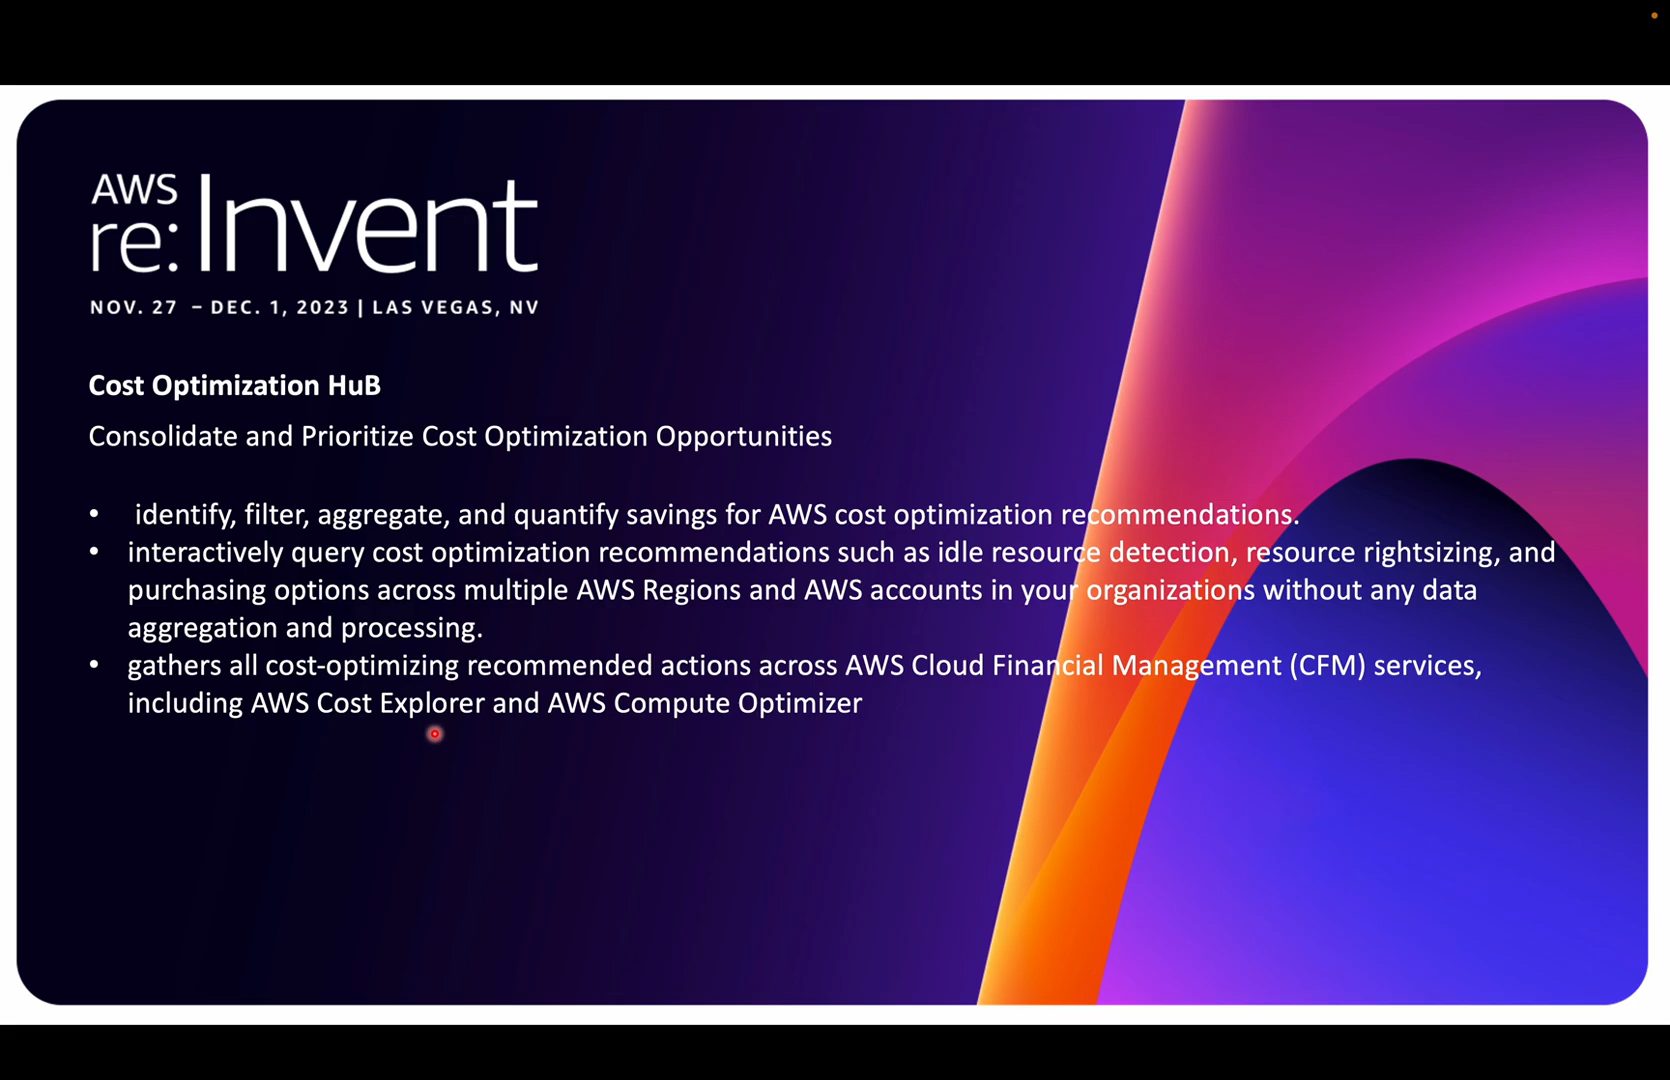 AWS
re:Invent
NOV. 27 – DEC. 1, 2023 | LAS VEGAS, NV
Cost Optimization HuB
Consolidate and Prioritize Cost Optimization Opportunities
• identify, filter, aggregate, and quantify savings for AWS cost optimization recommendations.
• interactively query cost optimization recommendations such as idle resource detection, resource rightsizing, and
purchasing options across multiple AWS Regions and AWS accounts in your organizations without any data
aggregation and processing.
• gathers all cost-optimizing recommended actions across AWS Cloud Financial Management (CFM) services,
including AWS Cost Explorer and AWS Compute Optimizer